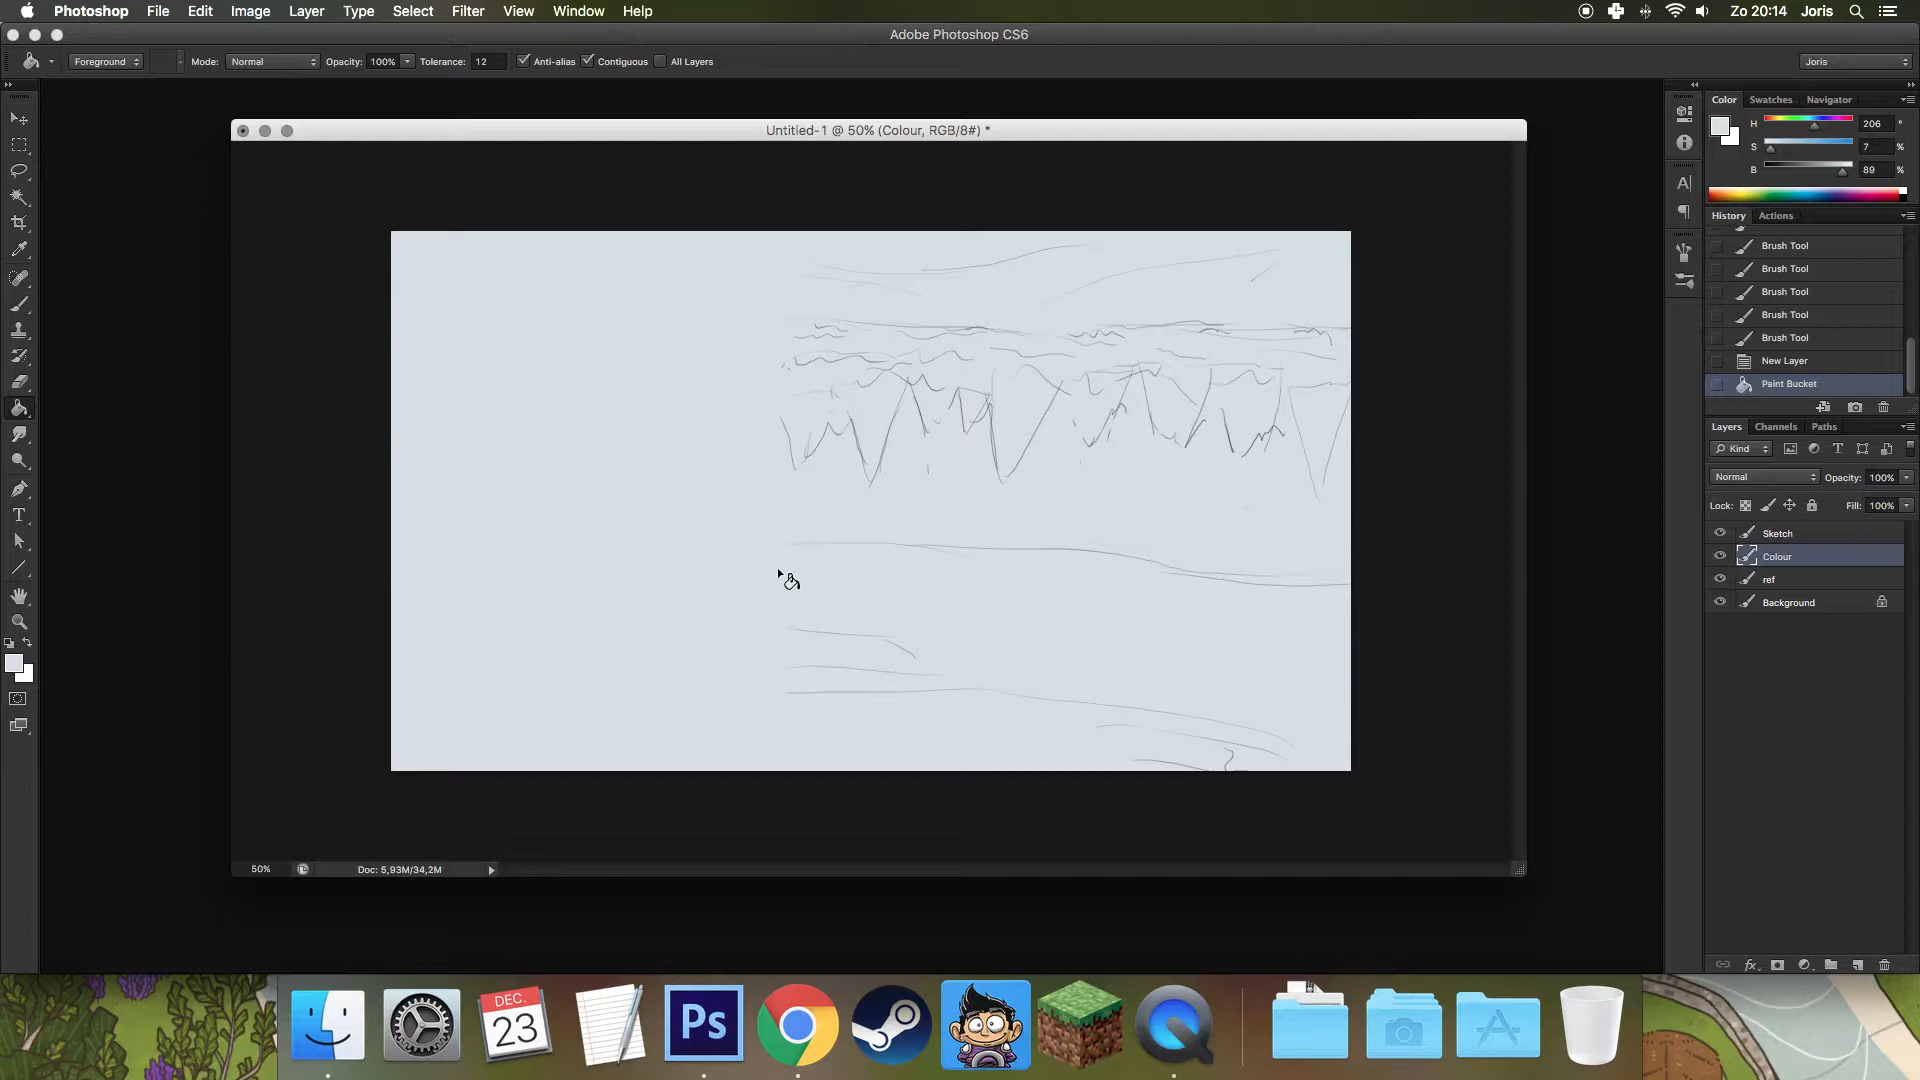 Photoshop File Edit Image Layer Type Select Filter View Window Help Zo 20:14 Joris
Adobe Photoshop CS6
Foreground Mode: Normal Opacity: 100% Tolerance: 12 Anti-alias Contiguous All Layers Joris
Untitled-1 @ 50% (Colour, RGB/8#) *
Color Swatches Navigator
H 206 °
S 7 %
B 89 %
History Actions
Brush Tool
Brush Tool
Brush Tool
Brush Tool
Brush Tool
New Layer
Paint Bucket
Layers Channels Paths
Kind
Normal Opacity: 100%
Lock: Fill: 100%
Sketch
Colour
ref
Background
50% Doc: 5,93M/34,2M
DEC.
23
Ps